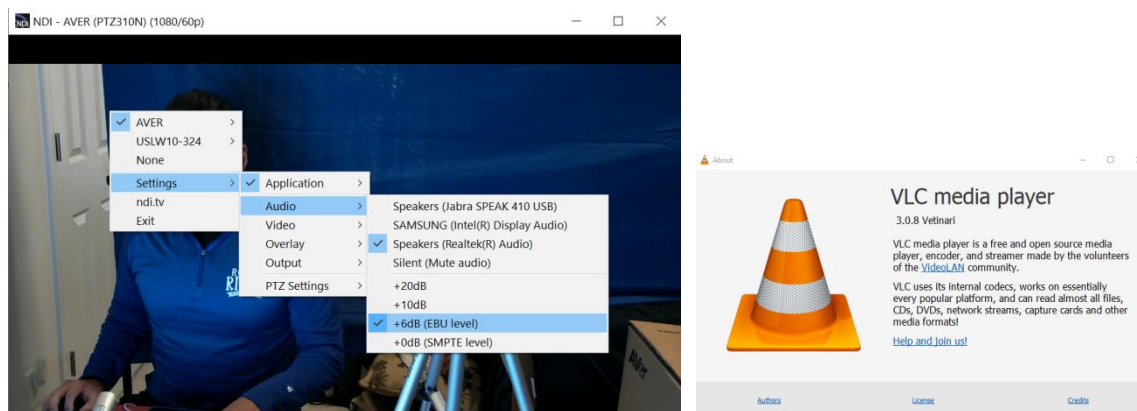 NDI NDI - AVER (PTZ310N) (1080/60p)
AVER
USLW10-324
None
Settings
ndi.tv
Exit
Application
Audio
Video
Overlay
Output
PTZ Settings
Speakers (Jabra SPEAK 410 USB)
SAMSUNG (Intel(R) Display Audio)
Speakers (Realtek(R) Audio)
Silent (Mute audio)
+20dB
+10dB
+6dB (EBU level)
+0dB (SMPTE level)
About
VLC media player
3.0.8 Vetinari
VLC media player is a free and open source media
player, encoder, and streamer made by the volunteers
of the VideoLAN community.
VLC uses its internal codecs, works on essentially
every popular platform, and can read almost all files,
CDs, DVDs, network streams, capture cards and other
media formats!
Help and join us!
Authors
License
Credits